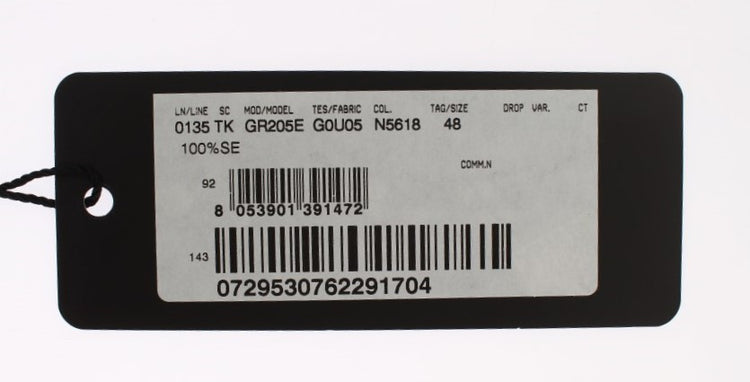 LN/LINE SC MOD/MODEL TES/FABRIC COL. TAG/SIZE DROP VAR. CT
0135 TK GR205E G0U05 N5618 48
100%SE
COMM.N
92
8 053901 391472
143
0729530762291704